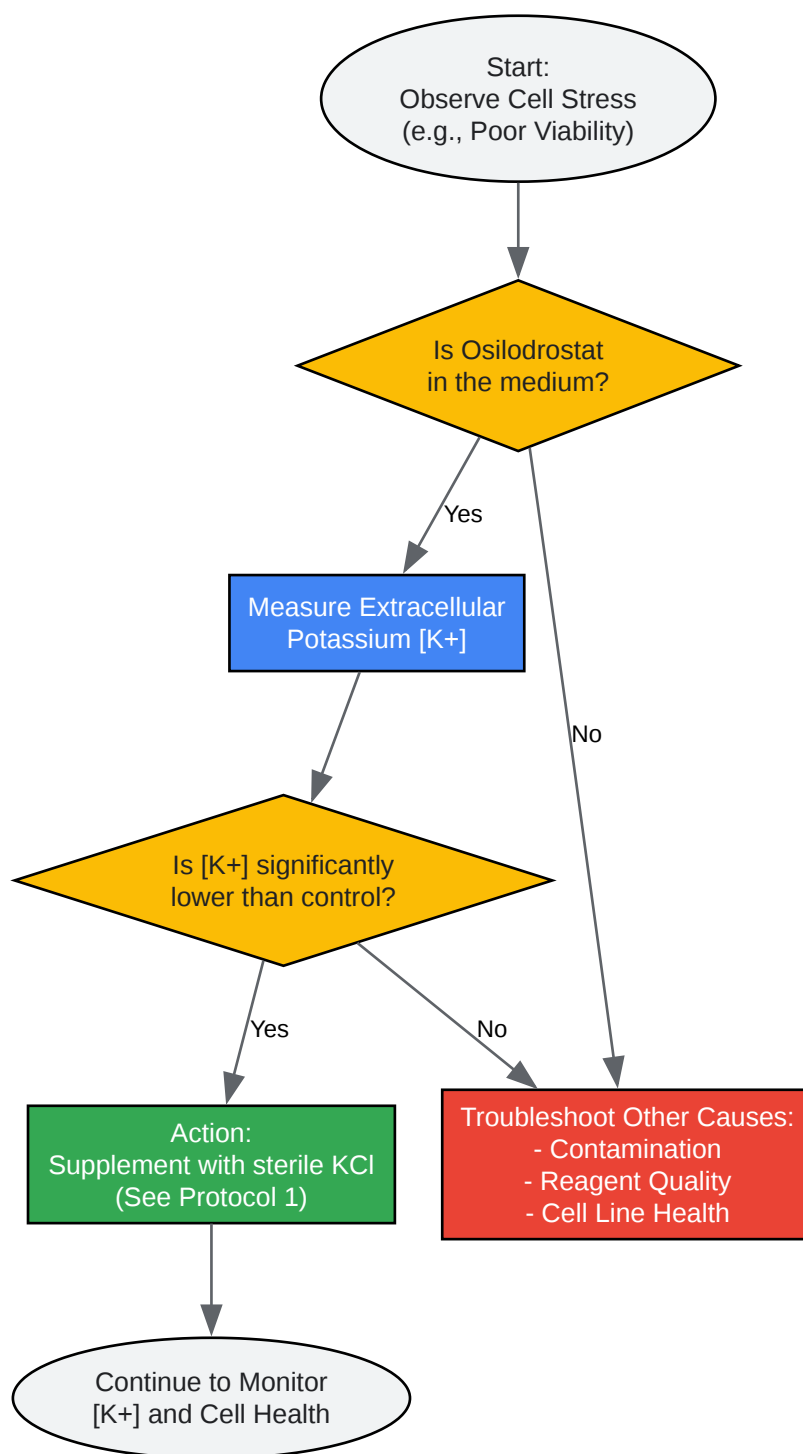 Start:
Observe Cell Stress
(e.g., Poor Viability)
Is Osilodrostat
in the medium?
Yes
Measure Extracellular
Potassium [K+]
No
Is [K+] significantly
lower than control?
Yes
No
Action:
Supplement with sterile KCl
(See Protocol 1)
Troubleshoot Other Causes:
- Contamination
- Reagent Quality
- Cell Line Health
Continue to Monitor
[K+] and Cell Health